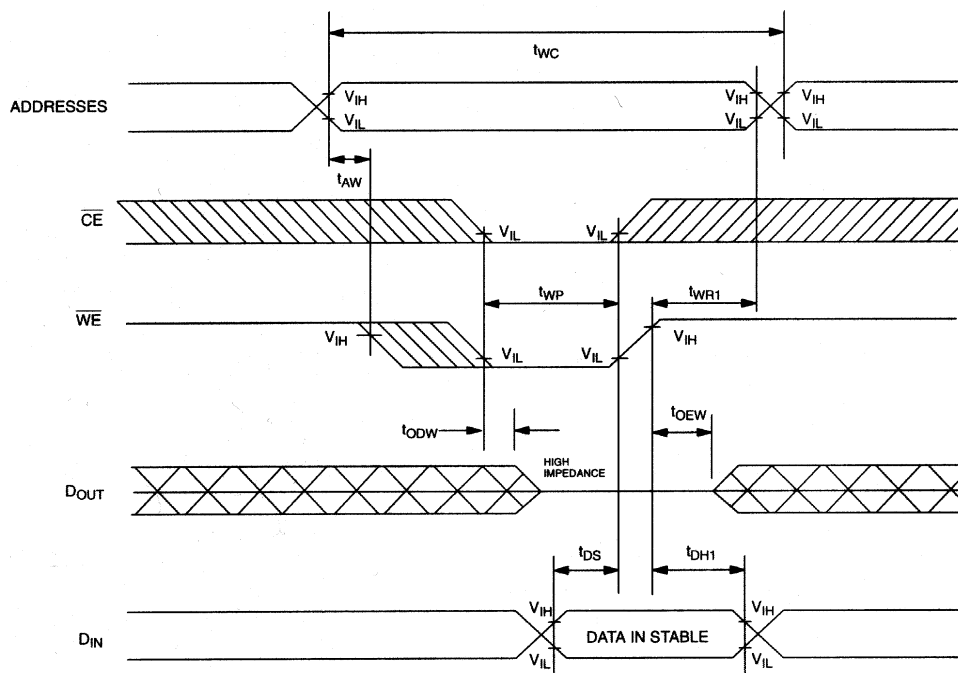 tWC
ADDRESSES
VIH
VIL
VIH
VIL
VIH
VIL
tAW
CE
VIL
VIL
tWP
tWR1
WE
VIH
VIL
VIL
VIH
tODW
tOEW
HIGH
IMPEDANCE
DOUT
tDS
tDH1
DIN
VIH
VIL
DATA IN STABLE
VIH
VIL